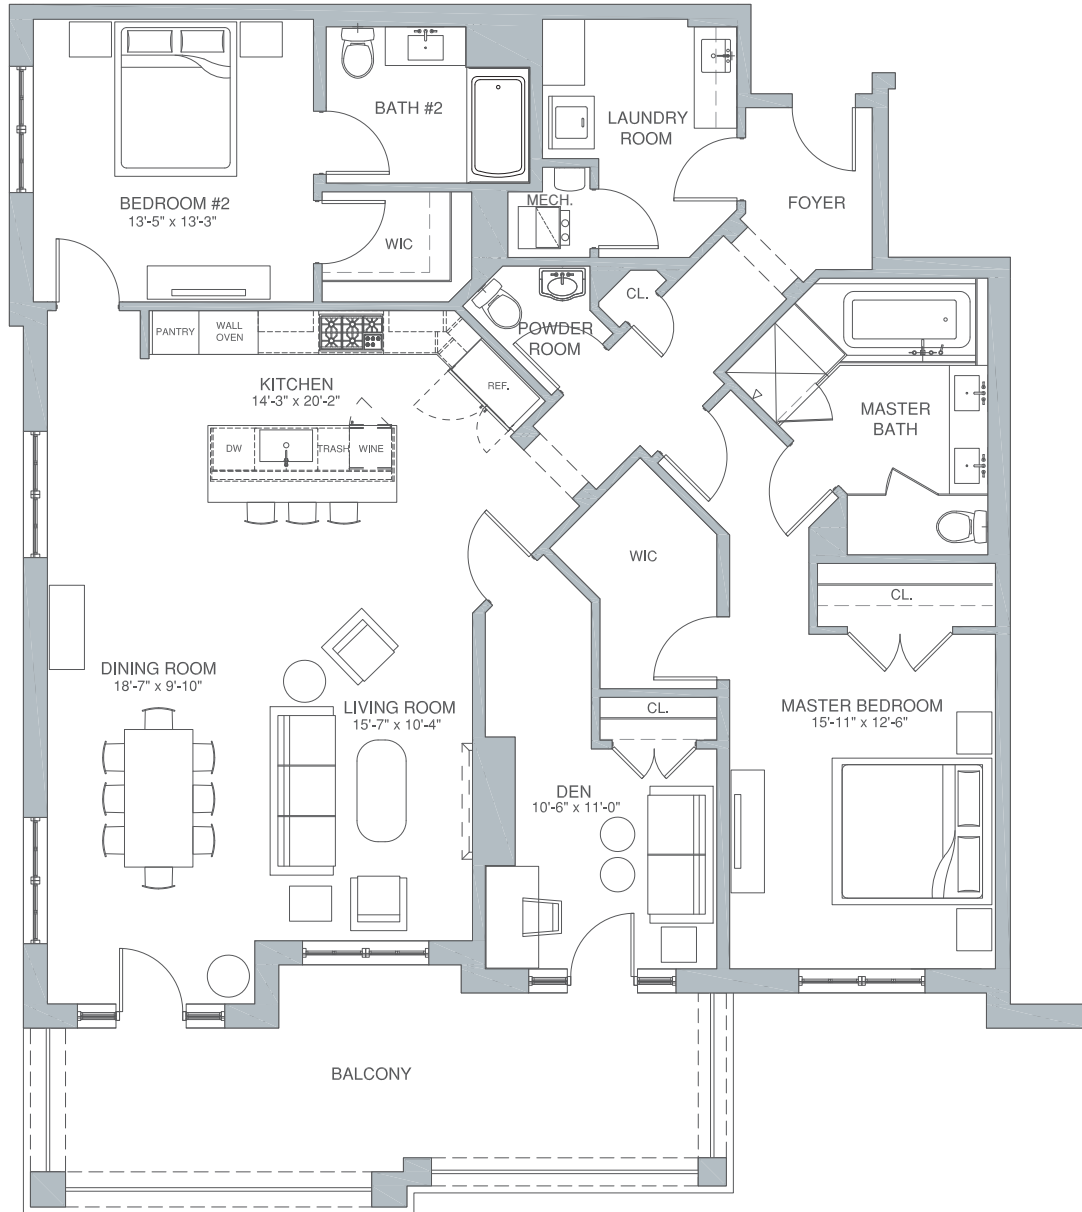 BATH #2
LAUNDRY
ROOM
BEDROOM #2
13'-5" x 13'-3"
MECH.
FOYER
WIC
CL.
PANTRY
WALL
OVEN
POWDER
ROOM
KITCHEN
14'-3" x 20'-2"
REF.
MASTER
BATH
DW
TRASH
WINE
WIC
CL.
DINING ROOM
18'-7" x 9'-10"
LIVING ROOM
15'-7" x 10'-4"
CL.
MASTER BEDROOM
15'-11" x 12'-6"
DEN
10'-6" x 11'-0"
BALCONY